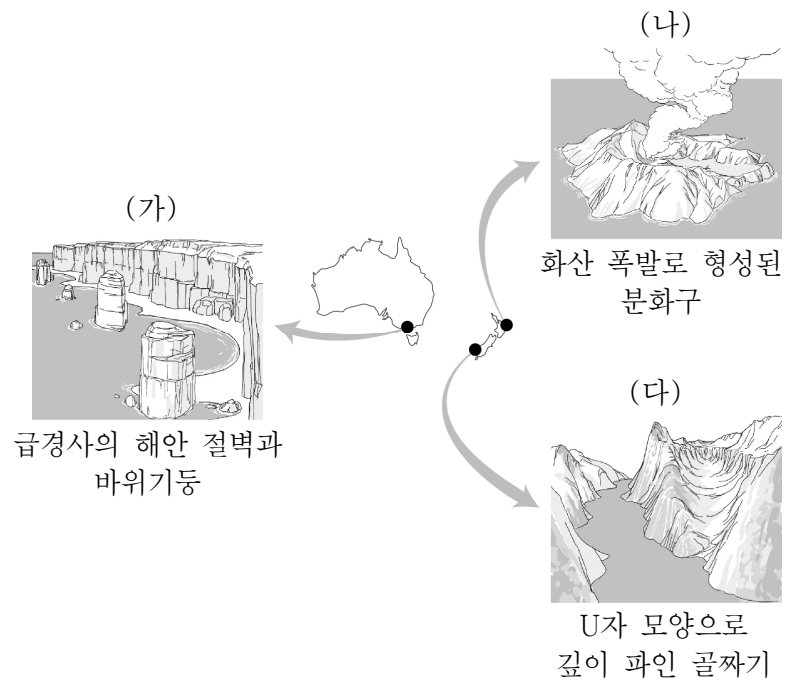 (가)
급경사의 해안 절벽과
바위기둥
(나)
화산 폭발로 형성된
분화구
(다)
U자 모양으로
깊이 파인 골짜기